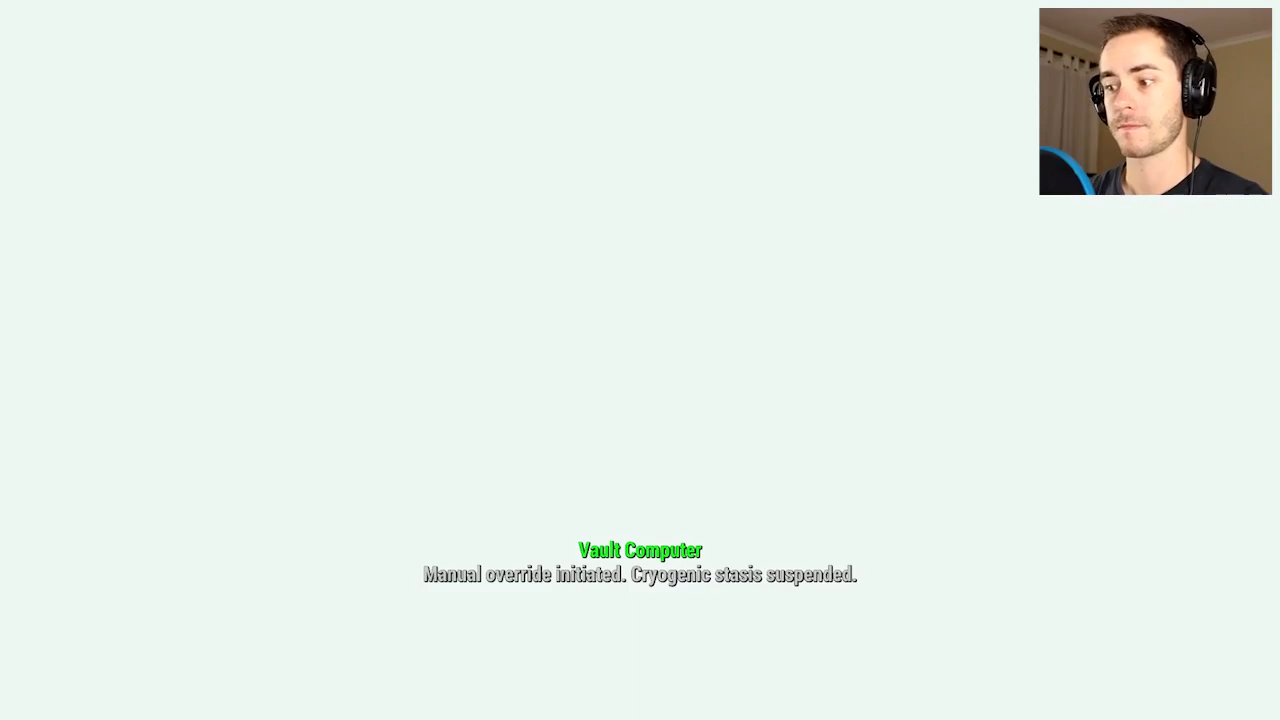 Vault Computer
Manual override initiated. Cryogenic stasis suspended.